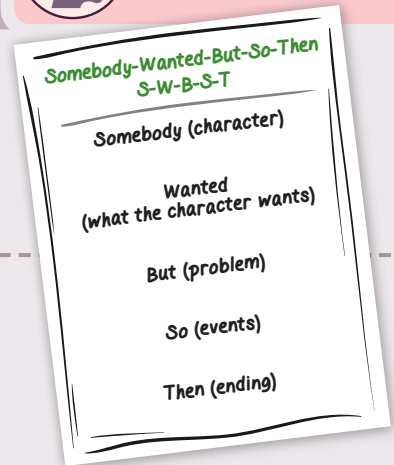 Somebody-Wanted-But-So-Then
S-W-B-S-T
Somebody (character)
Wanted
(what the character wants)
But (problem)
So (events)
Then (ending)